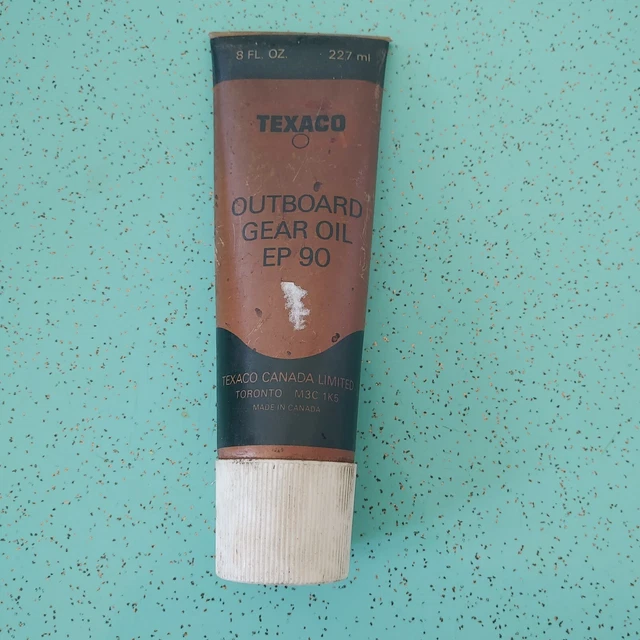 8 FL. OZ. 227 ml
TEXACO
OUTBOARD
GEAR OIL
EP 90
TEXACO CANADA LIMITED
TORONTO M3C 1K5
MADE IN CANADA